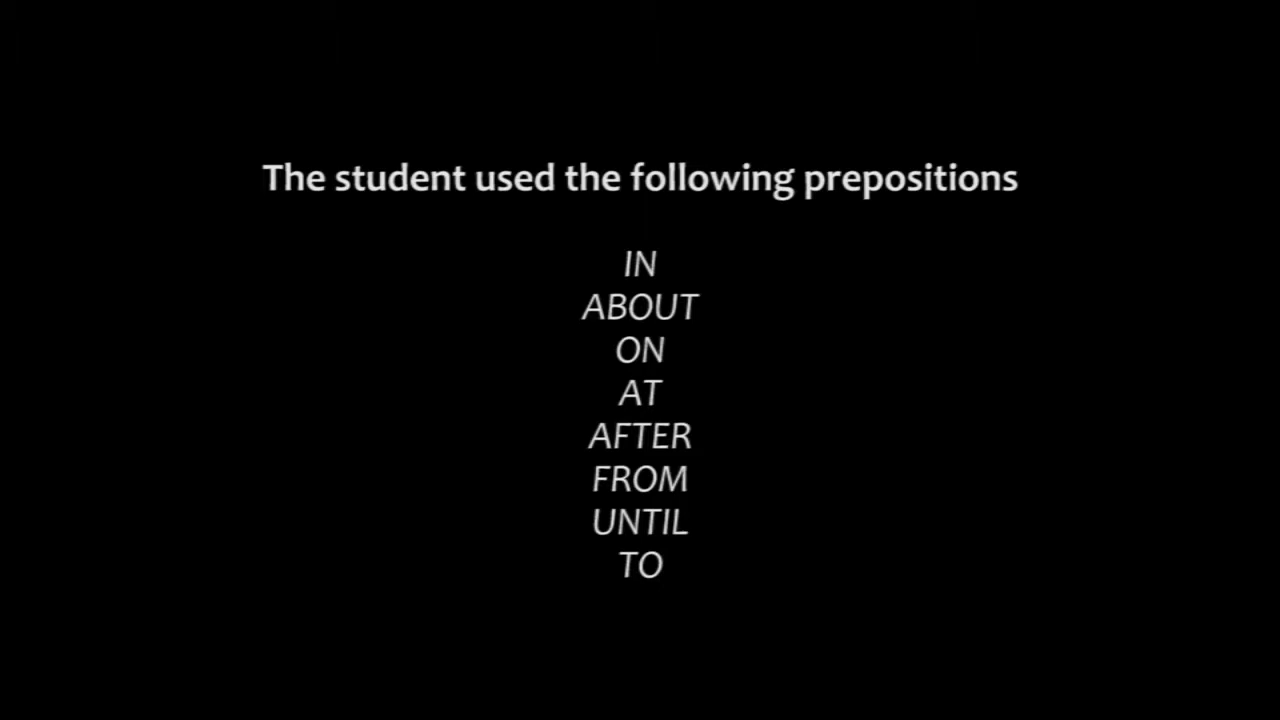 The student used the following prepositions
IN
ABOUT
ON
AT
AFTER
FROM
UNTIL
TO